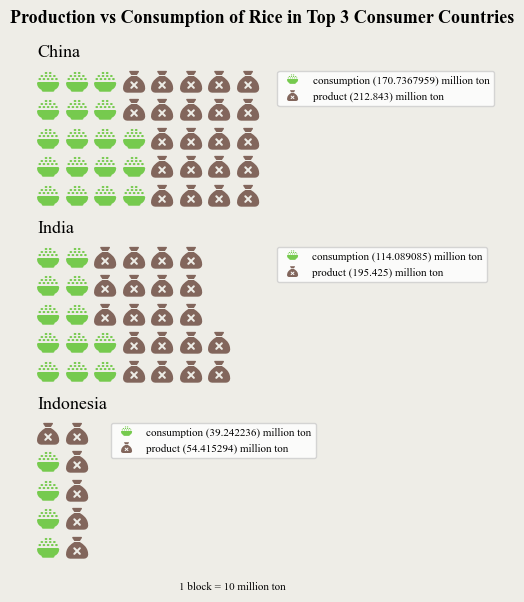 Production vs Consumption of Rice in Top 3 Consumer Countries
China
consumption (170.7367959) million ton
product (212.843) million ton
India
consumption (114.089085) million ton
product (195.425) million ton
Indonesia
consumption (39.242236) million ton
product (54.415294) million ton
1 block = 10 million ton